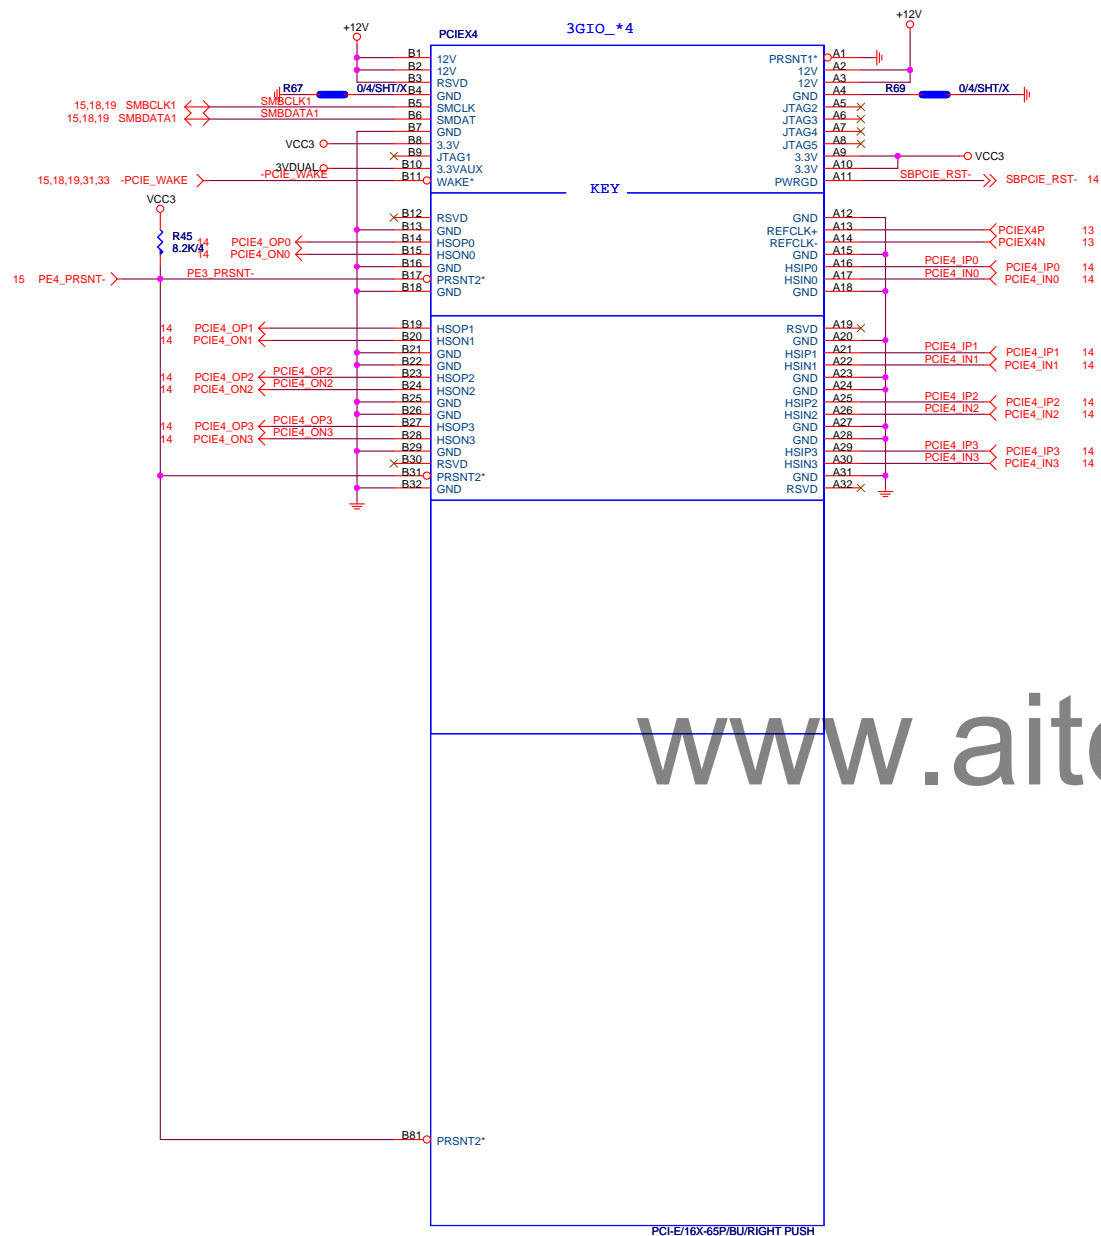 +12V
3GIO_*4
+12V
PCIEX4
B1 12V
B2 12V
B3 RSVD
R67 0/4/SHT/X B4 GND
15,18,19 SMBCLK1 SMBCLK1 B5 SMCLK
15,18,19 SMBDATA1 SMBDATA1 B6 SMDAT
B7 GND
VCC3 B8 3.3V
B9 JTAG1
3VDUAL B10 3.3VAUX
15,18,19,31,33 -PCIE_WAKE -PCIE_WAKE B11 WAKE*
PRSNT1* A1
12V A2
12V A3
GND A4 R69 0/4/SHT/X
JTAG2 A5
JTAG3 A6
JTAG4 A7
JTAG5 A8
3.3V A9 VCC3
3.3V A10
PWRGD A11 SBPCIE_RST- SBPCIE_RST- 14
KEY
VCC3
R45
8.2K/4
B12 RSVD
B13 GND
14 PCIE4_OP0 B14 HSOP0
14 PCIE4_ON0 B15 HSON0
B16 GND
15 PE4_PRSNT- PE3_PRSNT- B17 PRSNT2*
B18 GND
GND A12
REFCLK+ A13 PCIEX4P 13
REFCLK- A14 PCIEX4N 13
GND A15
HSIP0 A16 PCIE4_IP0 PCIE4_IP0 14
HSIN0 A17 PCIE4_IN0 PCIE4_IN0 14
GND A18
14 PCIE4_OP1 B19 HSOP1
14 PCIE4_ON1 B20 HSON1
B21 GND
B22 GND
14 PCIE4_OP2 PCIE4_OP2 B23 HSOP2
14 PCIE4_ON2 PCIE4_ON2 B24 HSON2
B25 GND
B26 GND
14 PCIE4_OP3 PCIE4_OP3 B27 HSOP3
14 PCIE4_ON3 PCIE4_ON3 B28 HSON3
B29 GND
B30 RSVD
B31 PRSNT2*
B32 GND
RSVD A19
GND A20
HSIP1 A21 PCIE4_IP1 PCIE4_IP1 14
HSIN1 A22 PCIE4_IN1 PCIE4_IN1 14
GND A23
GND A24
HSIP2 A25 PCIE4_IP2 PCIE4_IP2 14
HSIN2 A26 PCIE4_IN2 PCIE4_IN2 14
GND A27
GND A28
HSIP3 A29 PCIE4_IP3 PCIE4_IP3 14
HSIN3 A30 PCIE4_IN3 PCIE4_IN3 14
GND A31
RSVD A32
www.aite
B81 PRSNT2*
PCI-E/16X-65P/BU/RIGHT PUSH